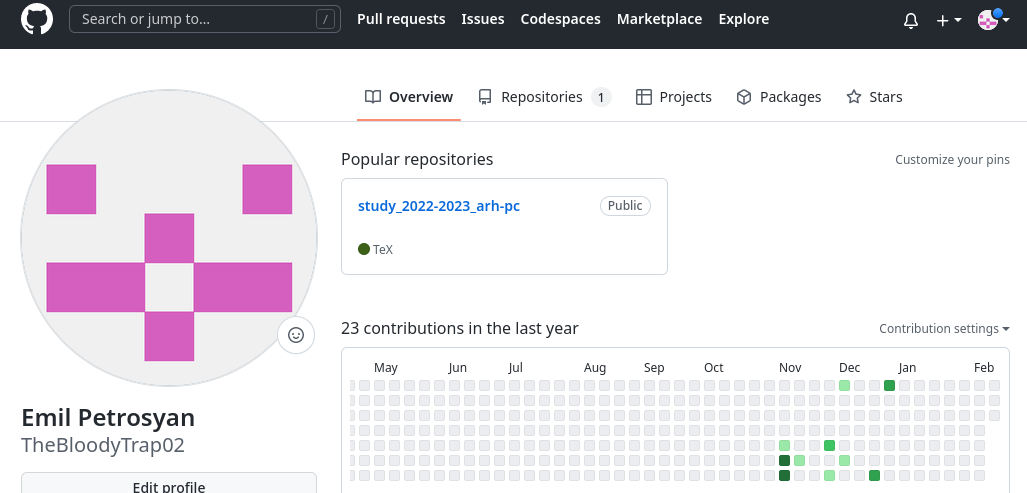 Search or jump to... /
Pull requests Issues Codespaces Marketplace Explore
Overview Repositories 1 Projects Packages Stars
Popular repositories Customize your pins
study_2022-2023_arh-pc Public
TeX
23 contributions in the last year Contribution settings
May Jun Jul Aug Sep Oct Nov Dec Jan Feb
Emil Petrosyan
TheBloodyTrap02
Edit profile